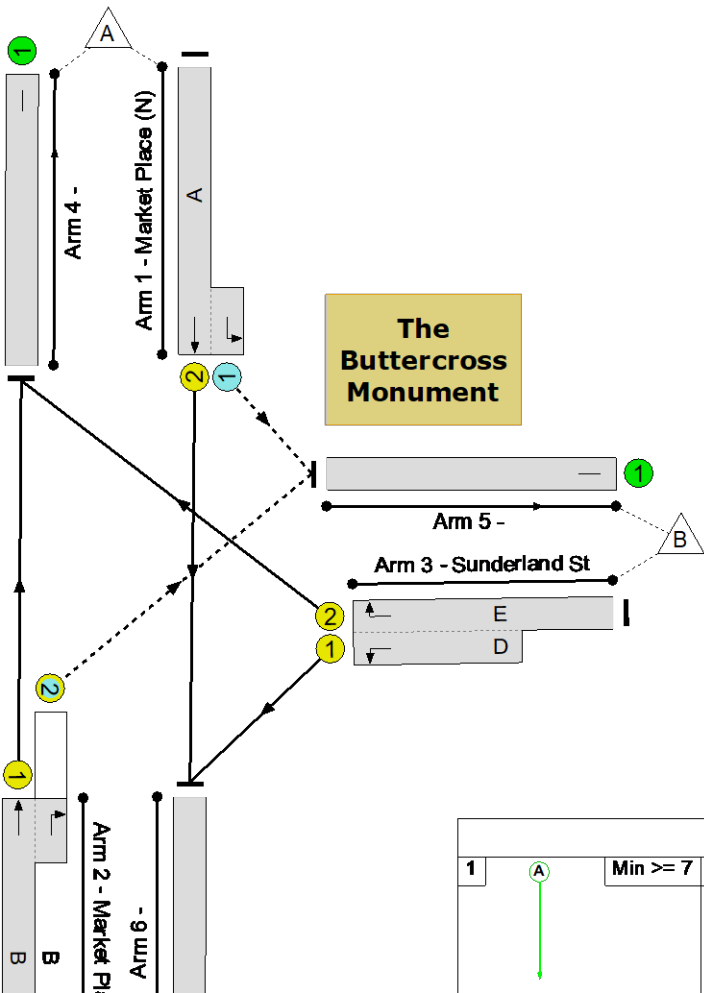 A
1
1
Arm 4 -
Arm 1 - Market Place (N)
A
2
1
The
Buttercross
Monument
1
Arm 5 -
B
Arm 3 - Sunderland St
2
E
1
D
2
1
Arm 2 - Market
Arm 6 -
B
B
1
A
Min >= 7